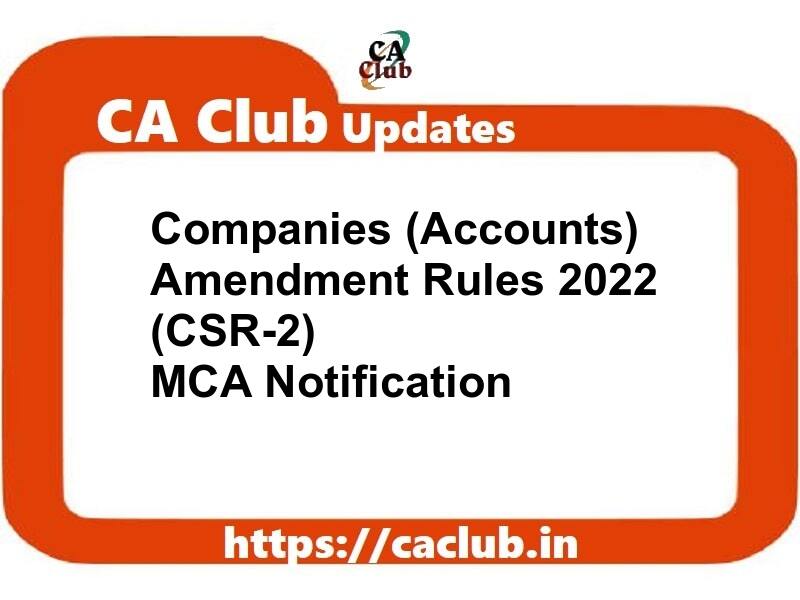 CA
Club
CA Club Updates
Companies (Accounts)
Amendment Rules 2022
(CSR-2)
MCA Notification
https://caclub.in